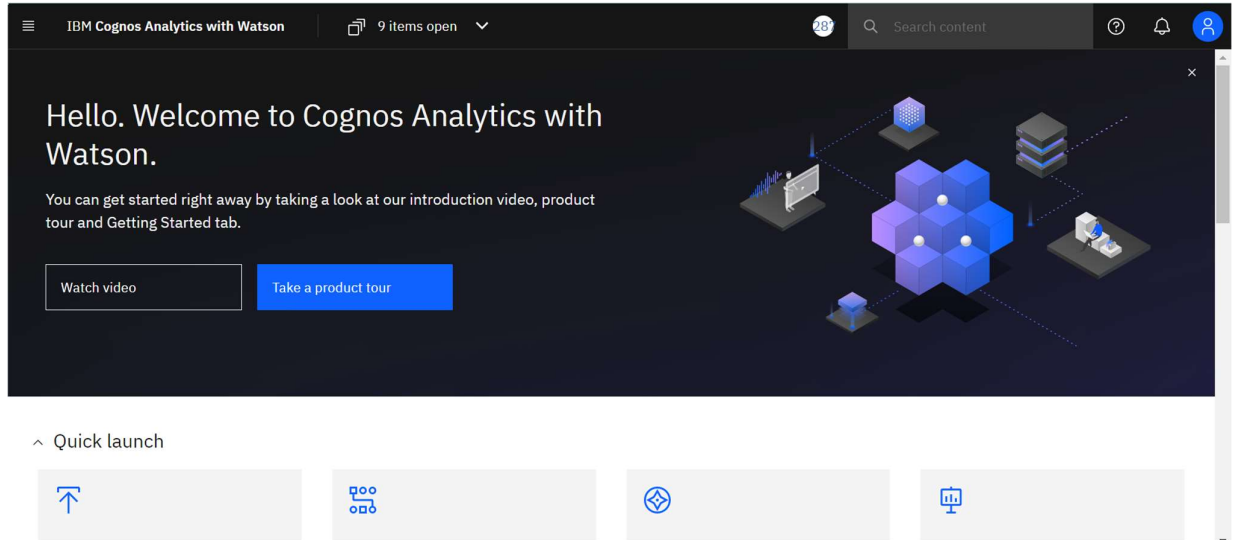 IBM Cognos Analytics with Watson
9 items open
287
Search content
Hello. Welcome to Cognos Analytics with
Watson.
You can get started right away by taking a look at our introduction video, product
tour and Getting Started tab.
Watch video
Take a product tour
Quick launch